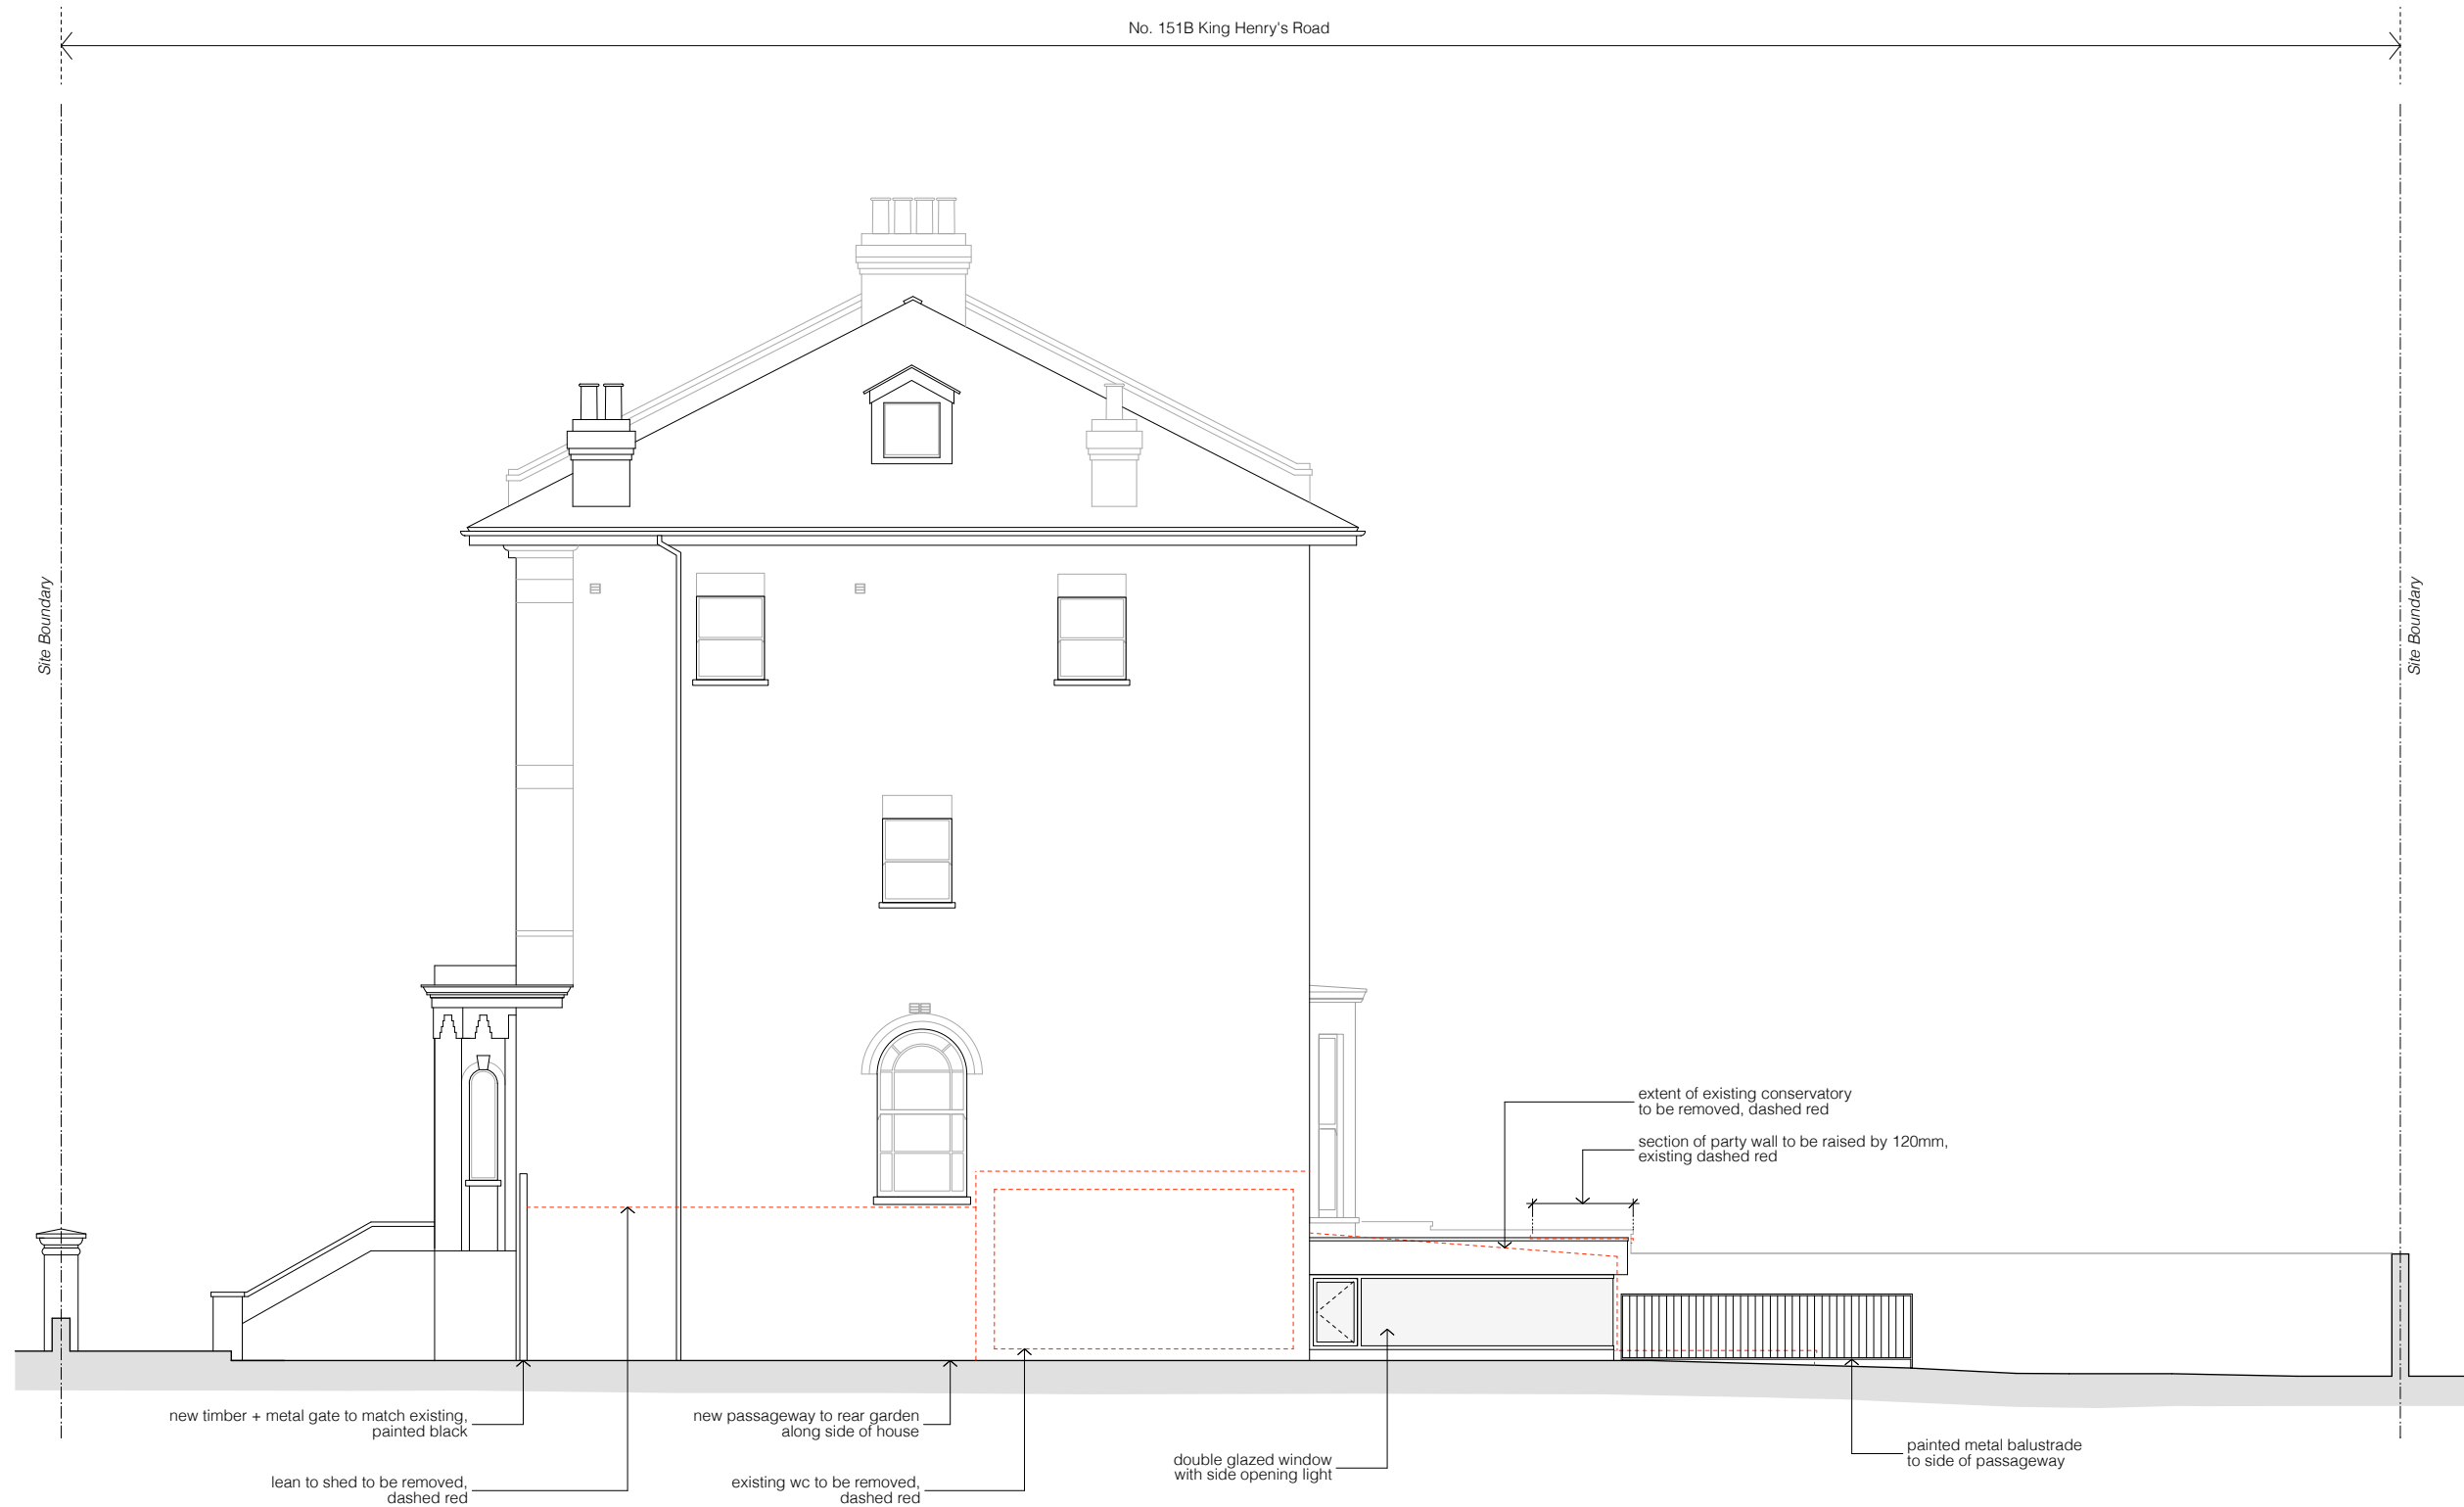 No. 151B King Henry's Road
Site Boundary
Site Boundary
extent of existing conservatory
to be removed, dashed red
section of party wall to be raised by 120mm,
existing dashed red
new timber + metal gate to match existing,
painted black
new passageway to rear garden
along side of house
painted metal balustrade
to side of passageway
double glazed window
with side opening light
lean to shed to be removed,
dashed red
existing wc to be removed,
dashed red